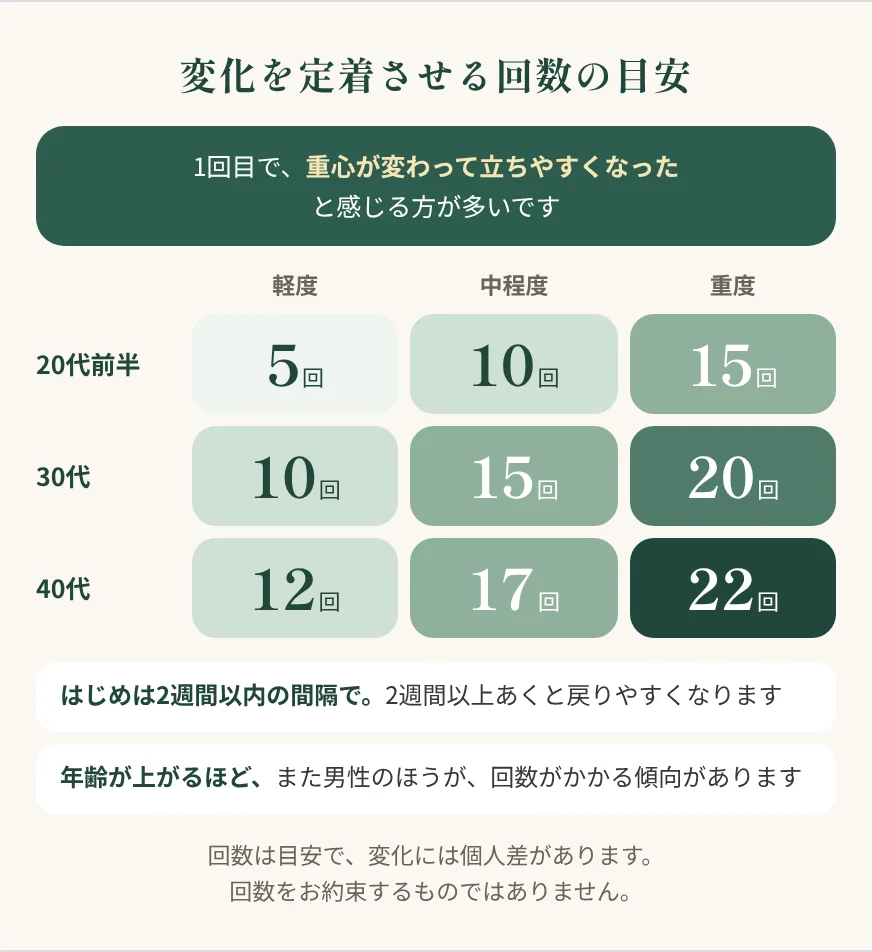 変化を定着させる回数の目安
1回目で、重心が変わって立ちやすくなった
と感じる方が多いです
軽度 中程度 重度
20代前半 5回 10回 15回
30代 10回 15回 20回
40代 12回 17回 22回
はじめは2週間以内の間隔で。2週間以上あくと戻りやすくなります
年齢が上がるほど、また男性のほうが、回数がかかる傾向があります
回数は目安で、変化には個人差があります。
回数をお約束するものではありません。